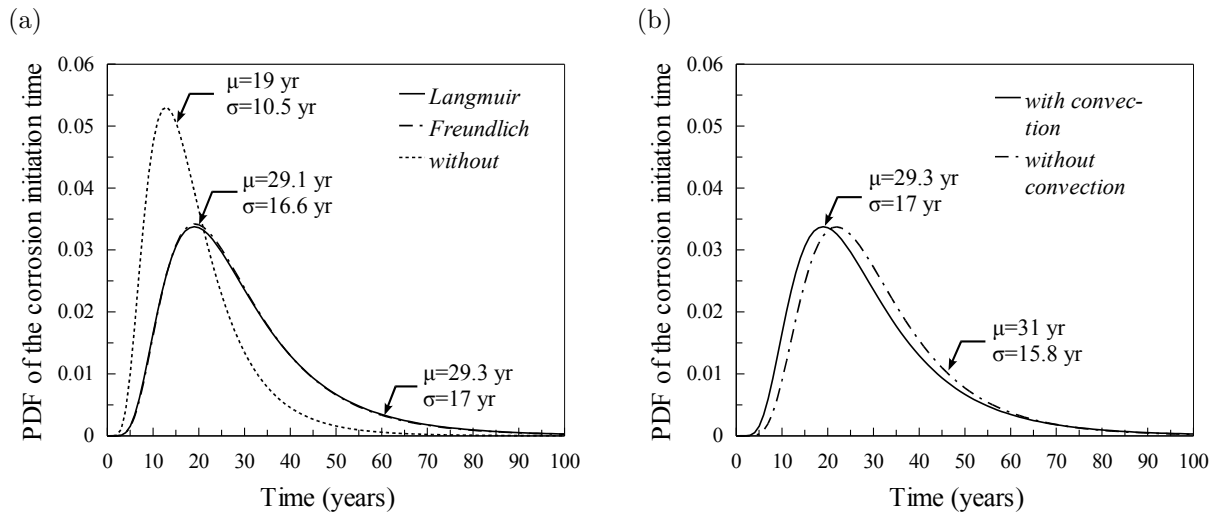 (a)
PDF of the corrosion initiation time
0.06
0.05
0.04
0.03
0.02
0.01
0
0 10 20 30 40 50 60 70 80 90 100
Time (years)
μ=19 yr
σ=10.5 yr
μ=29.1 yr
σ=16.6 yr
μ=29.3 yr
σ=17 yr
Langmuir
Freundlich
without
(b)
PDF of the corrosion initiation time
0.06
0.05
0.04
0.03
0.02
0.01
0
0 10 20 30 40 50 60 70 80 90 100
Time (years)
μ=29.3 yr
σ=17 yr
μ=31 yr
σ=15.8 yr
with convec-
tion
without
convection